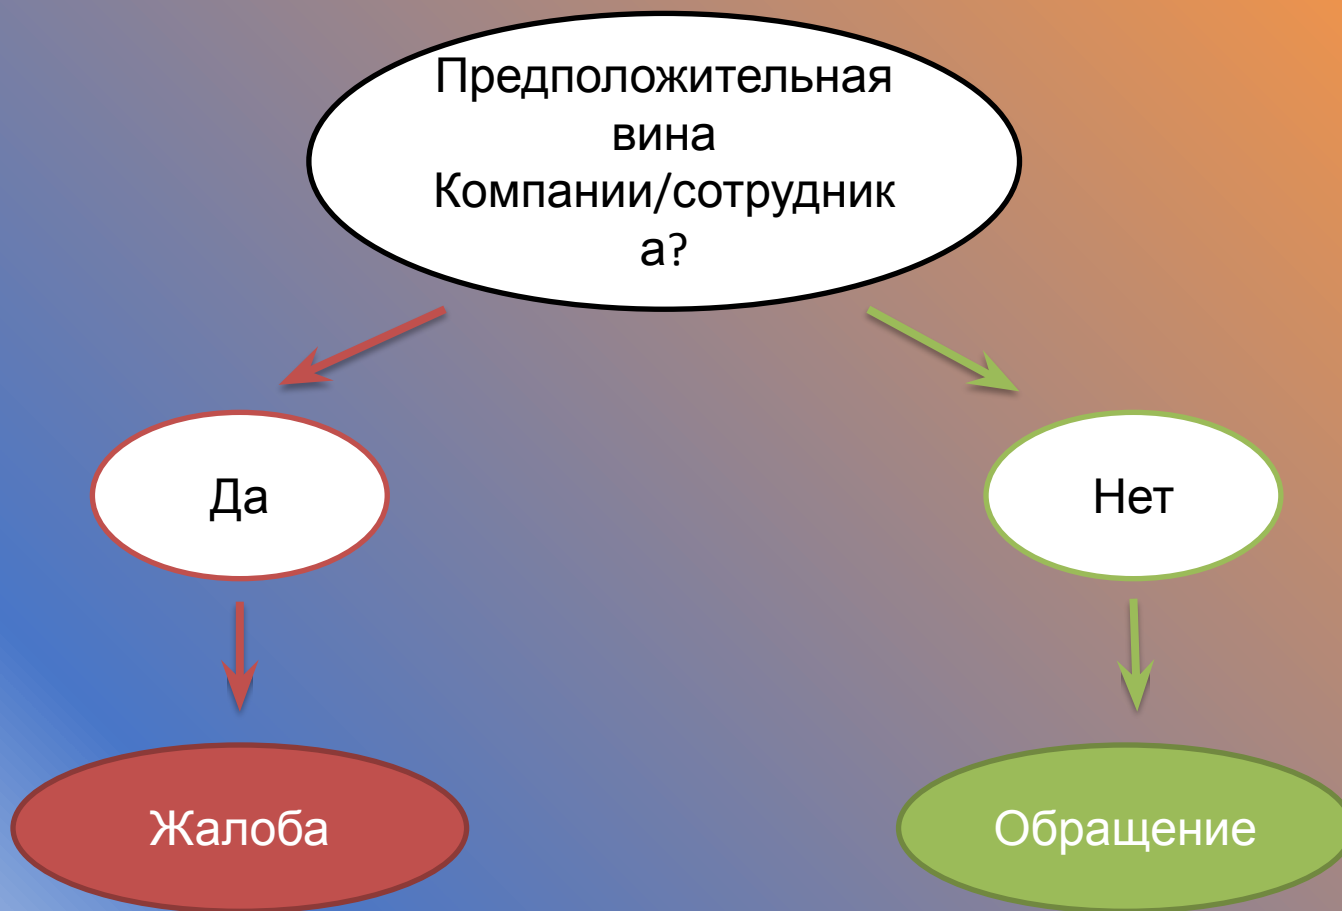 Предположительная
вина
Компании/сотрудник
а?
Да
Нет
Жалоба
Обращение